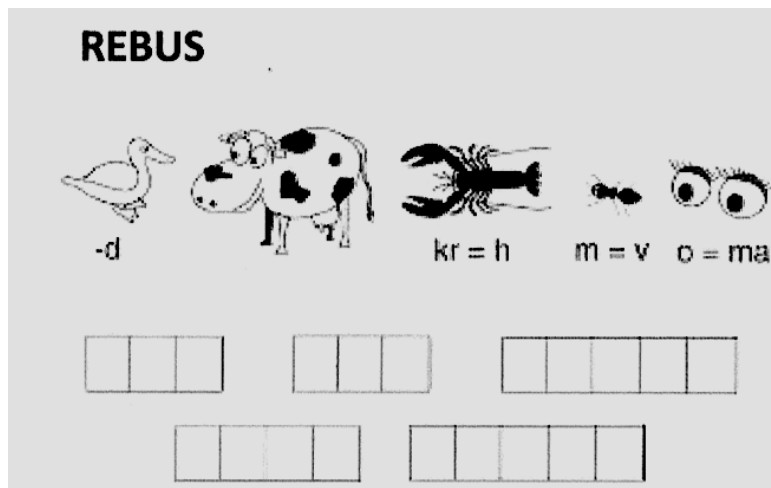 REBUS
-d kr = h m = v o = ma